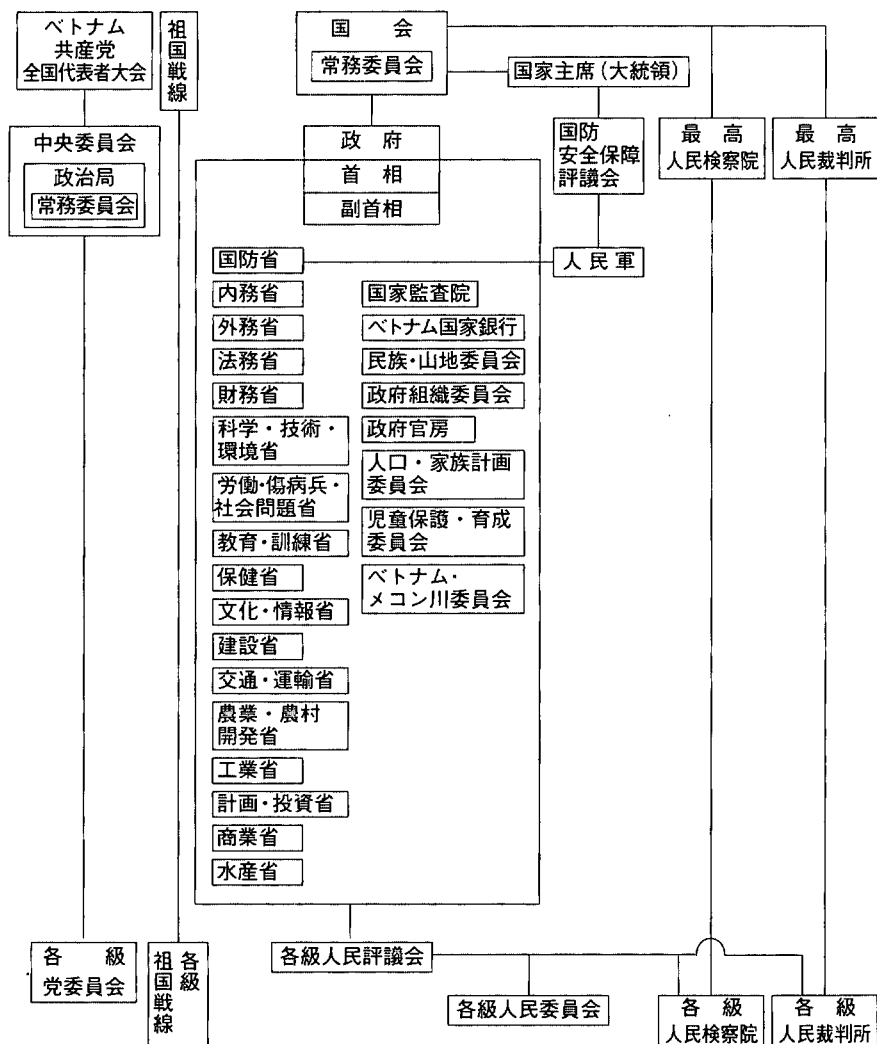 ベトナム
共産党
全国代表者大会
祖国戦線
国会
常務委員会
国家主席(大統領)
中央委員会
政治局
常務委員会
政府
首相
副首相
国防
安全保障
評議会
最高
人民検察院
最高
人民裁判所
人民軍
国防省
内務省
外務省
法務省
財務省
科学・技術・
環境省
労働・傷病兵・
社会問題省
教育・訓練省
保健省
文化・情報省
建設省
交通・運輸省
農業・農村
開発省
工業省
計画・投資省
商業省
水産省
国家監査院
ベトナム国家銀行
民族・山地委員会
政府組織委員会
政府官房
人口・家族計画
委員会
児童保護・育成
委員会
ベトナム・
メコン川委員会
各級
党委員会
各級
祖国戦線
各級人民評議会
各級人民委員会
各級
人民検察院
各級
人民裁判所